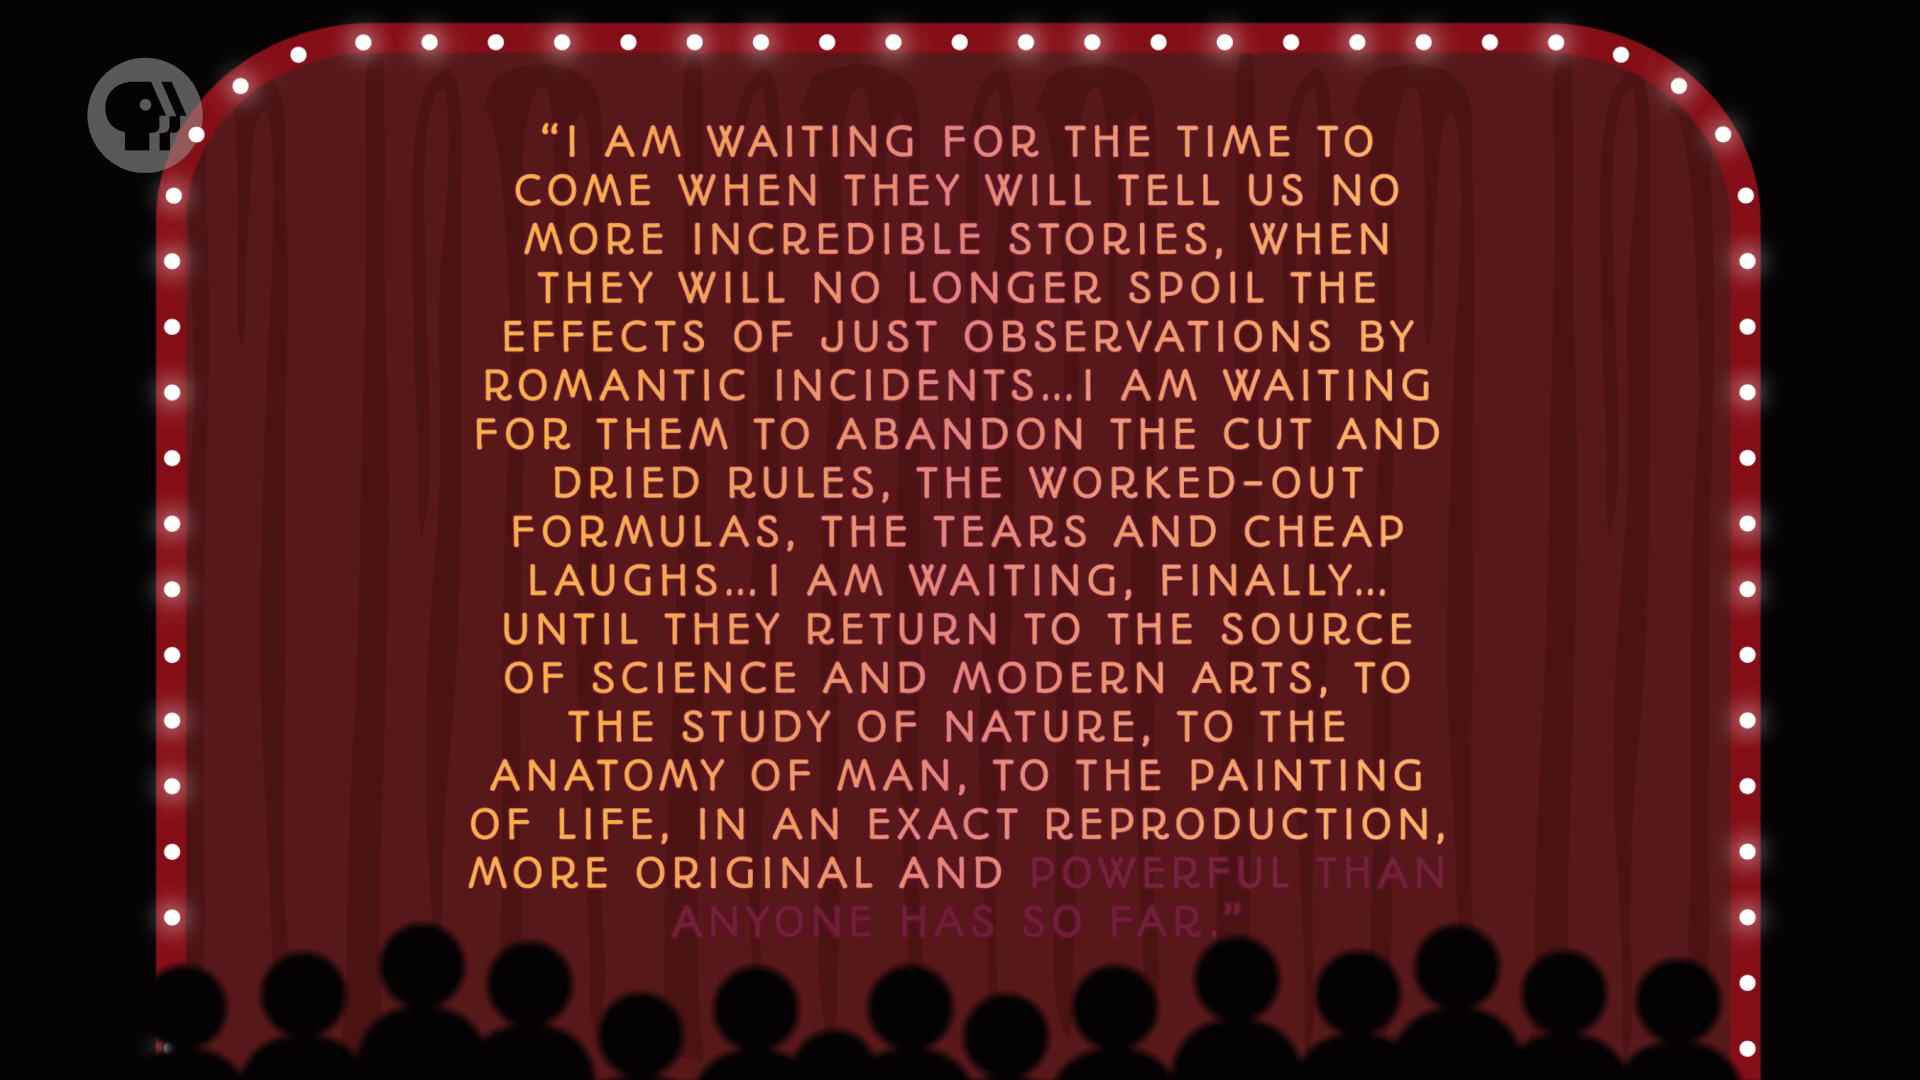 “I AM WAITING FOR THE TIME TO
COME WHEN THEY WILL TELL US NO
MORE INCREDIBLE STORIES, WHEN
THEY WILL NO LONGER SPOIL THE
EFFECTS OF JUST OBSERVATIONS BY
ROMANTIC INCIDENTS...I AM WAITING
FOR THEM TO ABANDON THE CUT AND
DRIED RULES, THE WORKED-OUT
FORMULAS, THE TEARS AND CHEAP
LAUGHS...I AM WAITING, FINALLY...
UNTIL THEY RETURN TO THE SOURCE
OF SCIENCE AND MODERN ARTS, TO
THE STUDY OF NATURE, TO THE
ANATOMY OF MAN, TO THE PAINTING
OF LIFE, IN AN EXACT REPRODUCTION,
MORE ORIGINAL AND POWERFUL THAN
ANYONE HAS SO FAR.”